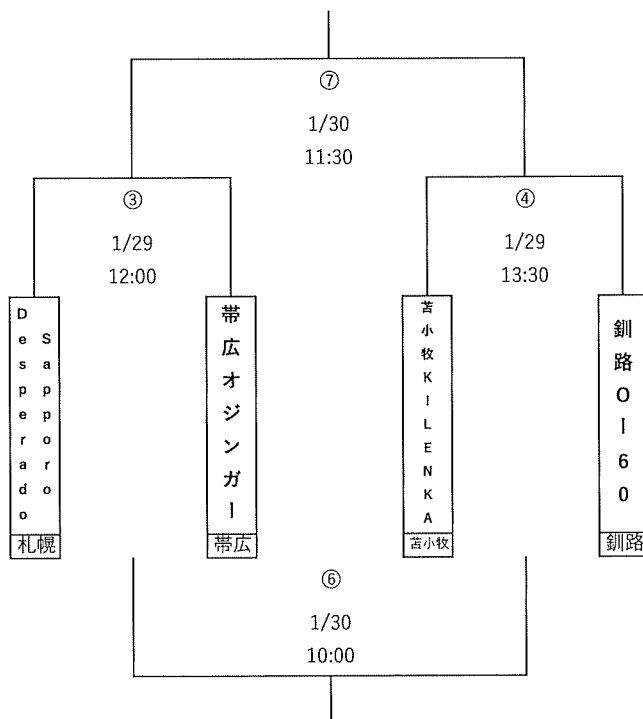 ⑦
1/30
11:30
③
1/29
12:00
④
1/29
13:30
Desperado
Sapporo
札幌
帯広オジンガー
帯広
苫小牧KILENKA
苫小牧
釧路OI60
釧路
⑥
1/30
10:00